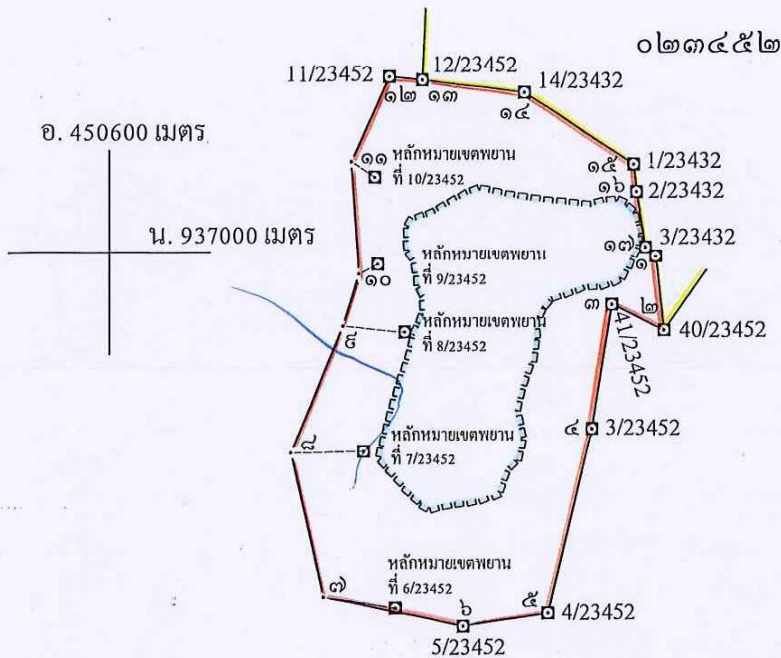 ๐๒๓๔๕๒
12/23452
11/23452
14/23432
๑๒
๑๓
๑๔
อ. 450600 เมตร
๑๑
หลักหมายเขตพยาน
ที่ 10/23452
๑๕
1/23432
๑๖
2/23432
น. 937000 เมตร
๑๗
3/23432
๑
หลักหมายเขตพยาน
ที่ 9/23452
๑๐
๒
๓
40/23452
41/23452
หลักหมายเขตพยาน
ที่ 8/23452
๙
๔
3/23452
หลักหมายเขตพยาน
ที่ 7/23452
๘
หลักหมายเขตพยาน
ที่ 6/23452
๗
๕
4/23452
๖
5/23452